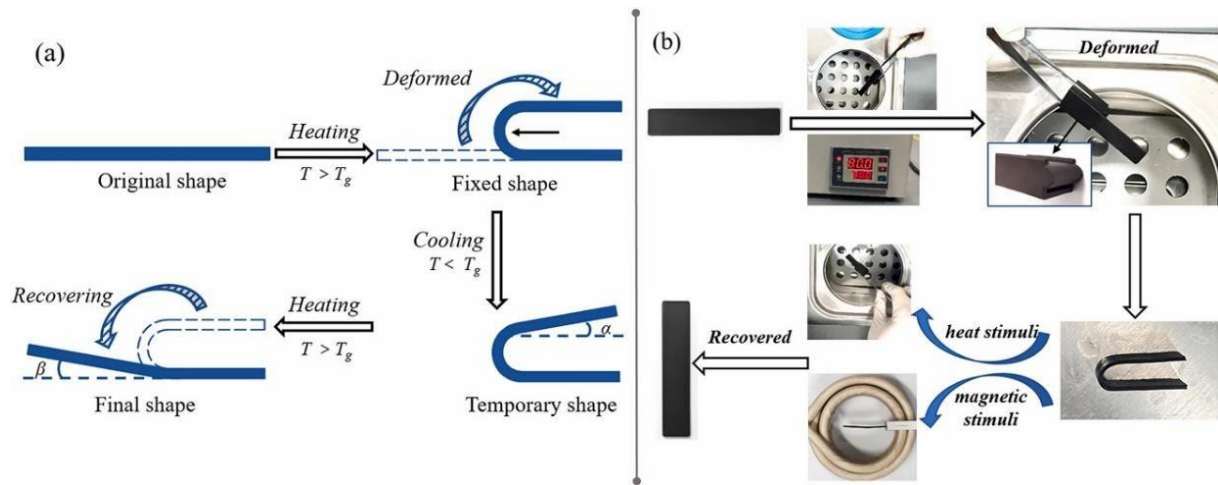 (a)
Deformed
Heating
T > Tg
Original shape
Fixed shape
Cooling
T < Tg
Recovering
Heating
T > Tg
α
β
Final shape
Temporary shape
(b)
Deformed
Recovered
heat stimuli
magnetic
stimuli